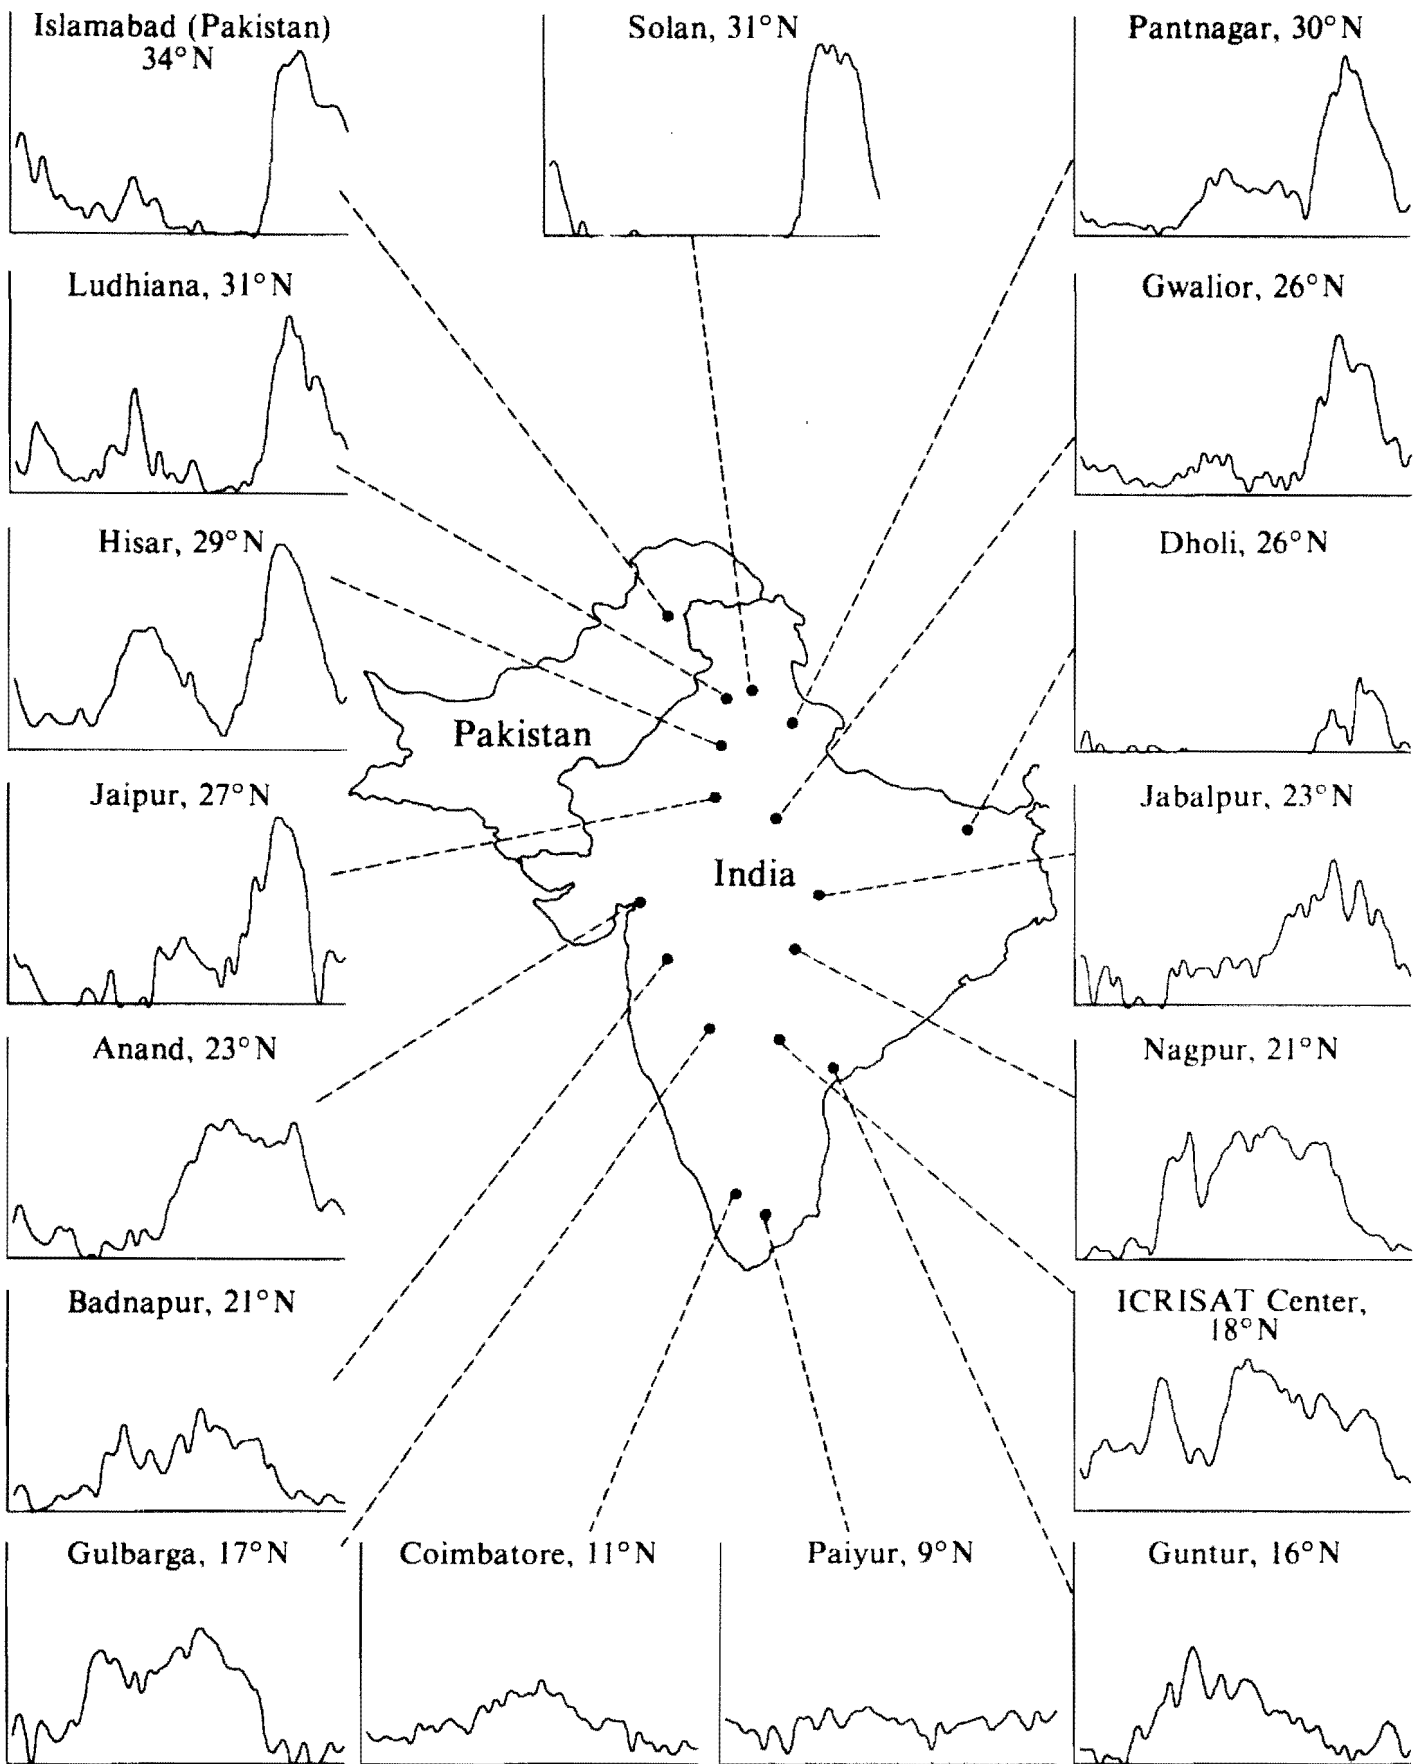 Islamabad (Pakistan)
34°N
Solan, 31°N
Pantnagar, 30°N
Ludhiana, 31°N
Gwalior, 26°N
Hisar, 29°N
Dholi, 26°N
Pakistan
Jaipur, 27°N
Jabalpur, 23°N
India
Anand, 23°N
Nagpur, 21°N
Badnapur, 21°N
ICRISAT Center,
18°N
Gulbarga, 17°N
Coimbatore, 11°N
Paiyur, 9°N
Guntur, 16°N